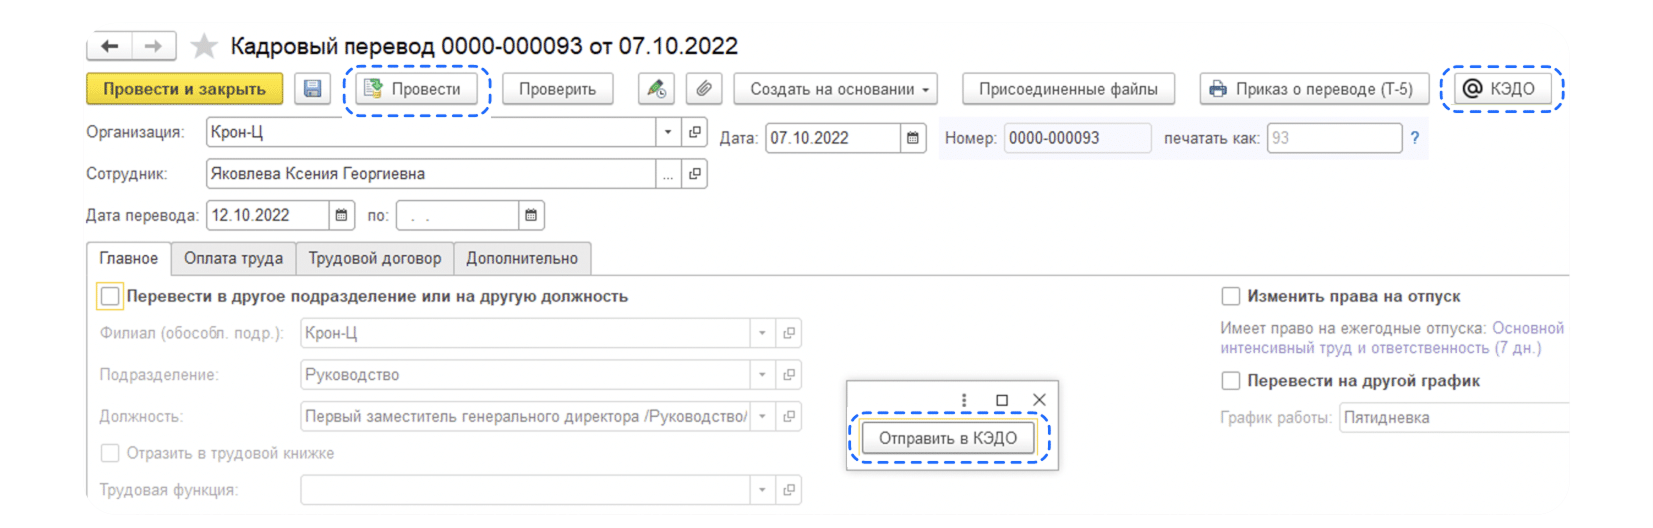 Кадровый перевод 0000-000093 от 07.10.2022
Провести и закрыть Провести Проверить Создать на основании Присоединенные файлы Приказ о переводе (Т-5) @ КЭДО
Организация: Крон-Ц Дата: 07.10.2022 Номер: 0000-000093 печатать как: 93 ?
Сотрудник: Яковлева Ксения Георгиевна ...
Дата перевода: 12.10.2022 по: . .
Главное Оплата труда Трудовой договор Дополнительно
Перевести в другое подразделение или на другую должность Изменить права на отпуск
Филиал (обособл. подр.): Крон-Ц Имеет право на ежегодные отпуска: Основной
интенсивный труд и ответственность (7 дн.)
Подразделение: Руководство Перевести на другой график
Должность: Первый заместитель генерального директора /Руководство/ График работы: Пятидневка
Отправить в КЭДО
Отразить в трудовой книжке
Трудовая функция: